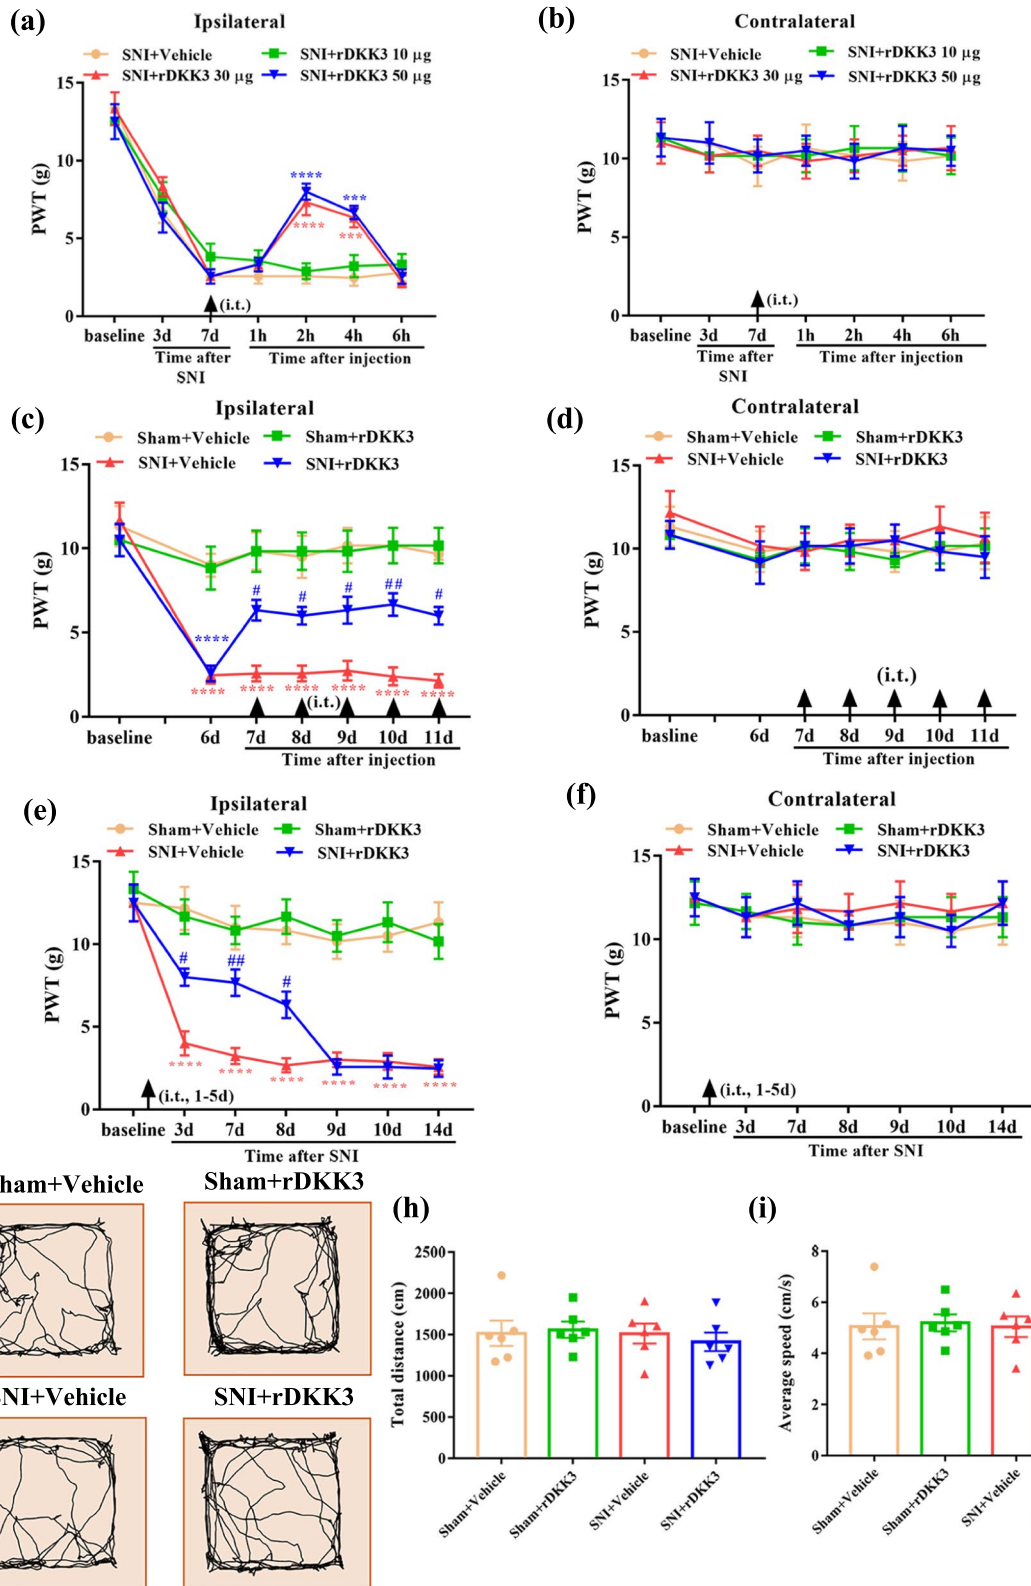 (a)
Ipsilateral
SNI+Vehicle
SNI+rDKK3 10 µg
SNI+rDKK3 30 µg
SNI+rDKK3 50 µg
15
10
5
0
PWT (g)
****
***
****
***
(i.t.)
baseline 3d 7d 1h 2h 4h 6h
Time after
SNI
Time after injection
(b)
Contralateral
SNI+Vehicle
SNI+rDKK3 10 µg
SNI+rDKK3 30 µg
SNI+rDKK3 50 µg
15
10
5
0
PWT (g)
(i.t.)
baseline 3d 7d 1h 2h 4h 6h
Time after
SNI
Time after injection
(c)
Ipsilateral
Sham+Vehicle
Sham+rDKK3
SNI+Vehicle
SNI+rDKK3
15
10
5
0
PWT (g)
# # # ## #
****
**** **** **** **** **** ****
(i.t.)
baseline 6d 7d 8d 9d 10d 11d
Time after injection
(d)
Contralateral
Sham+Vehicle
Sham+rDKK3
SNI+Vehicle
SNI+rDKK3
15
10
5
0
PWT (g)
(i.t.)
basline 6d 7d 8d 9d 10d 11d
Time after injection
(e)
Ipsilateral
Sham+Vehicle
Sham+rDKK3
SNI+Vehicle
SNI+rDKK3
15
10
5
0
PWT (g)
# ## #
**** **** **** **** **** ****
(i.t., 1-5d)
baseline 3d 7d 8d 9d 10d 14d
Time after SNI
(f)
Contralateral
Sham+Vehicle
Sham+rDKK3
SNI+Vehicle
SNI+rDKK3
15
10
5
0
PWT (g)
(i.t., 1-5d)
baseline 3d 7d 8d 9d 10d 14d
Time after SNI
ham+Vehicle
Sham+rDKK3
SNI+Vehicle
SNI+rDKK3
(h)
2500
2000
1500
1000
500
0
Total distance (cm)
Sham+Vehicle
Sham+rDKK3
SNI+Vehicle
SNI+rDKK3
(i)
8
6
4
2
0
Average speed (cm/s)
Sham+Vehicle
Sham+rDKK3
SNI+Vehicle